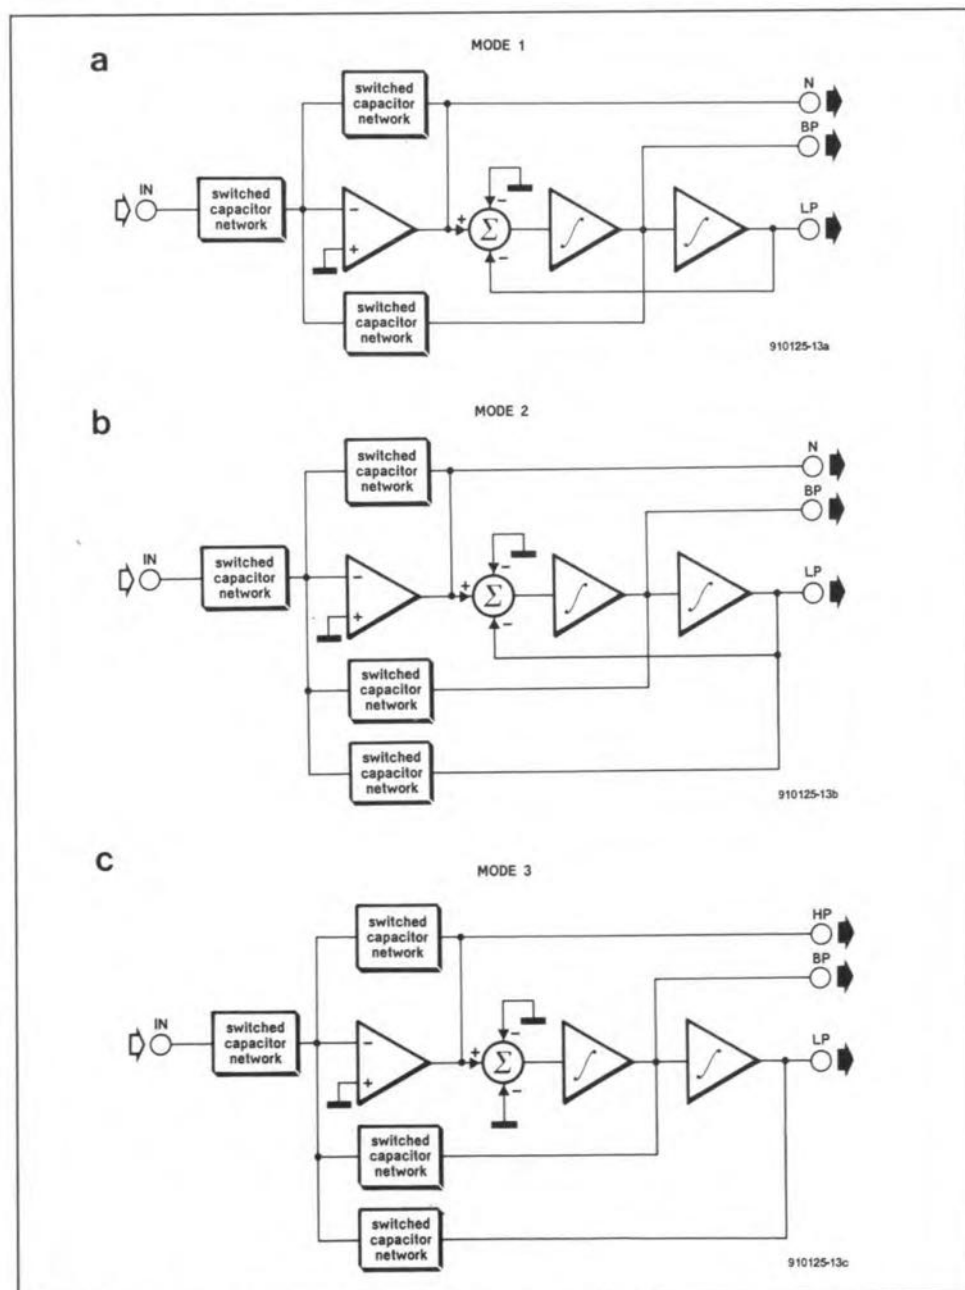 a
MODE 1
switched
capacitor
network
N
BP
IN
switched
capacitor
network
−
+
+
−
Σ
−
∫
∫
LP
switched
capacitor
network
910125-13a
b
MODE 2
switched
capacitor
network
N
BP
IN
switched
capacitor
network
−
+
+
−
Σ
−
∫
∫
LP
switched
capacitor
network
switched
capacitor
network
910125-13b
c
MODE 3
switched
capacitor
network
HP
BP
IN
switched
capacitor
network
−
+
+
−
Σ
−
∫
∫
LP
switched
capacitor
network
switched
capacitor
network
910125-13c